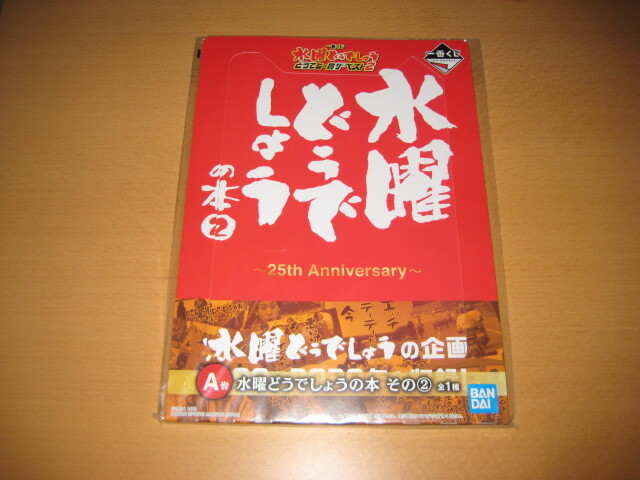 水曜どうでしょう
一番くじ
水曜
どうで
しょう
の本②
〜25th Anniversary〜
水曜どうでしょうの企画
A賞 水曜どうでしょうの本 その② 全1種
BAN
DAI